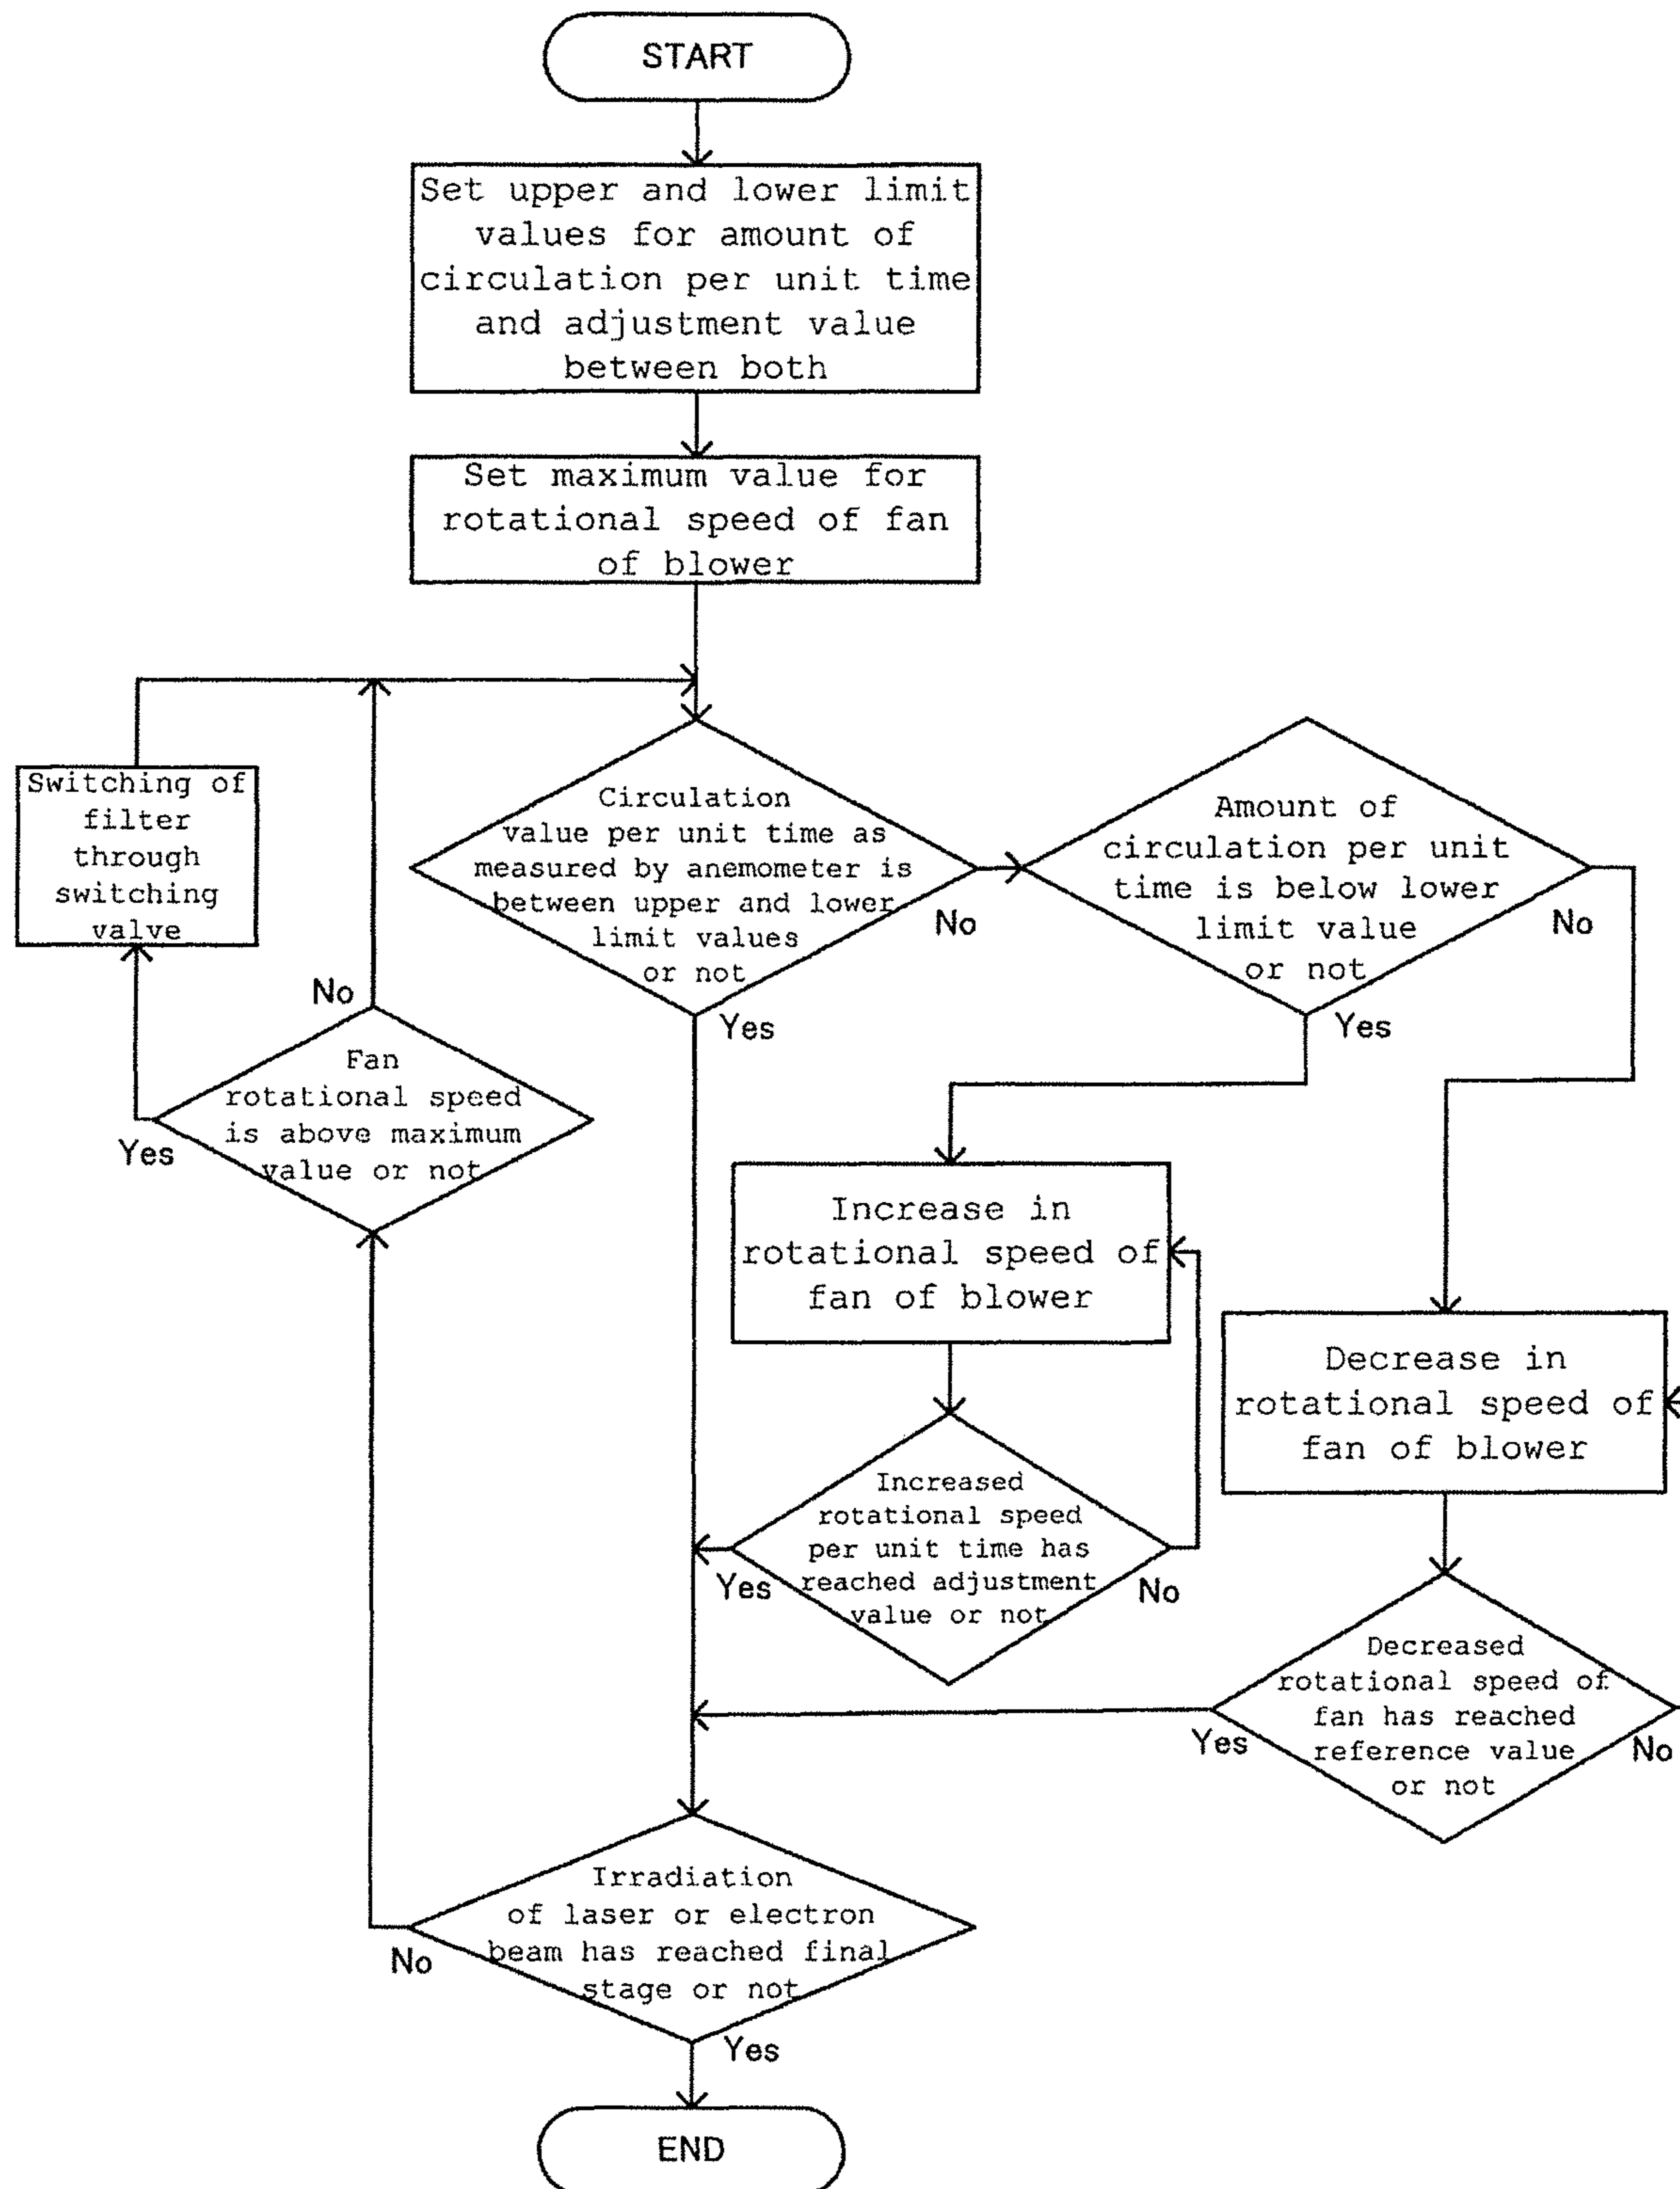 START
Set upper and lower limit
values for amount of
circulation per unit time
and adjustment value
between both
Set maximum value for
rotational speed of fan
of blower
Switching of
filter
through
switching
valve
Circulation
value per unit time as
measured by anemometer is
between upper and lower
limit values
or not
No
Yes
Amount of
circulation per unit
time is below lower
limit value
or not
No
Yes
No
Fan
rotational speed
is above maximum
value or not
Yes
Increase in
rotational speed of
fan of blower
Decrease in
rotational speed of
fan of blower
Increased
rotational speed
per unit time has
reached adjustment
value or not
Yes
No
Decreased
rotational speed of
fan has reached
reference value
or not
Yes
No
Irradiation
of laser or electron
beam has reached final
stage or not
No
Yes
END